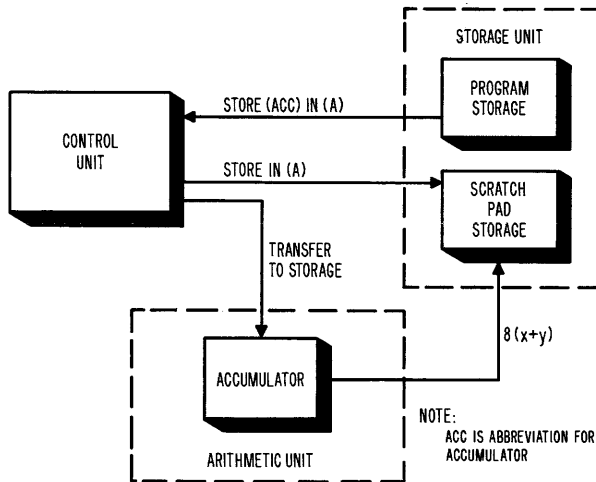 STORAGE UNIT
PROGRAM
STORAGE
STORE (ACC) IN (A)
CONTROL
UNIT
STORE IN (A)
SCRATCH
PAD
STORAGE
TRANSFER
TO STORAGE
8(x+y)
ACCUMULATOR
NOTE:
ACC IS ABBREVIATION FOR
ACCUMULATOR
ARITHMETIC UNIT